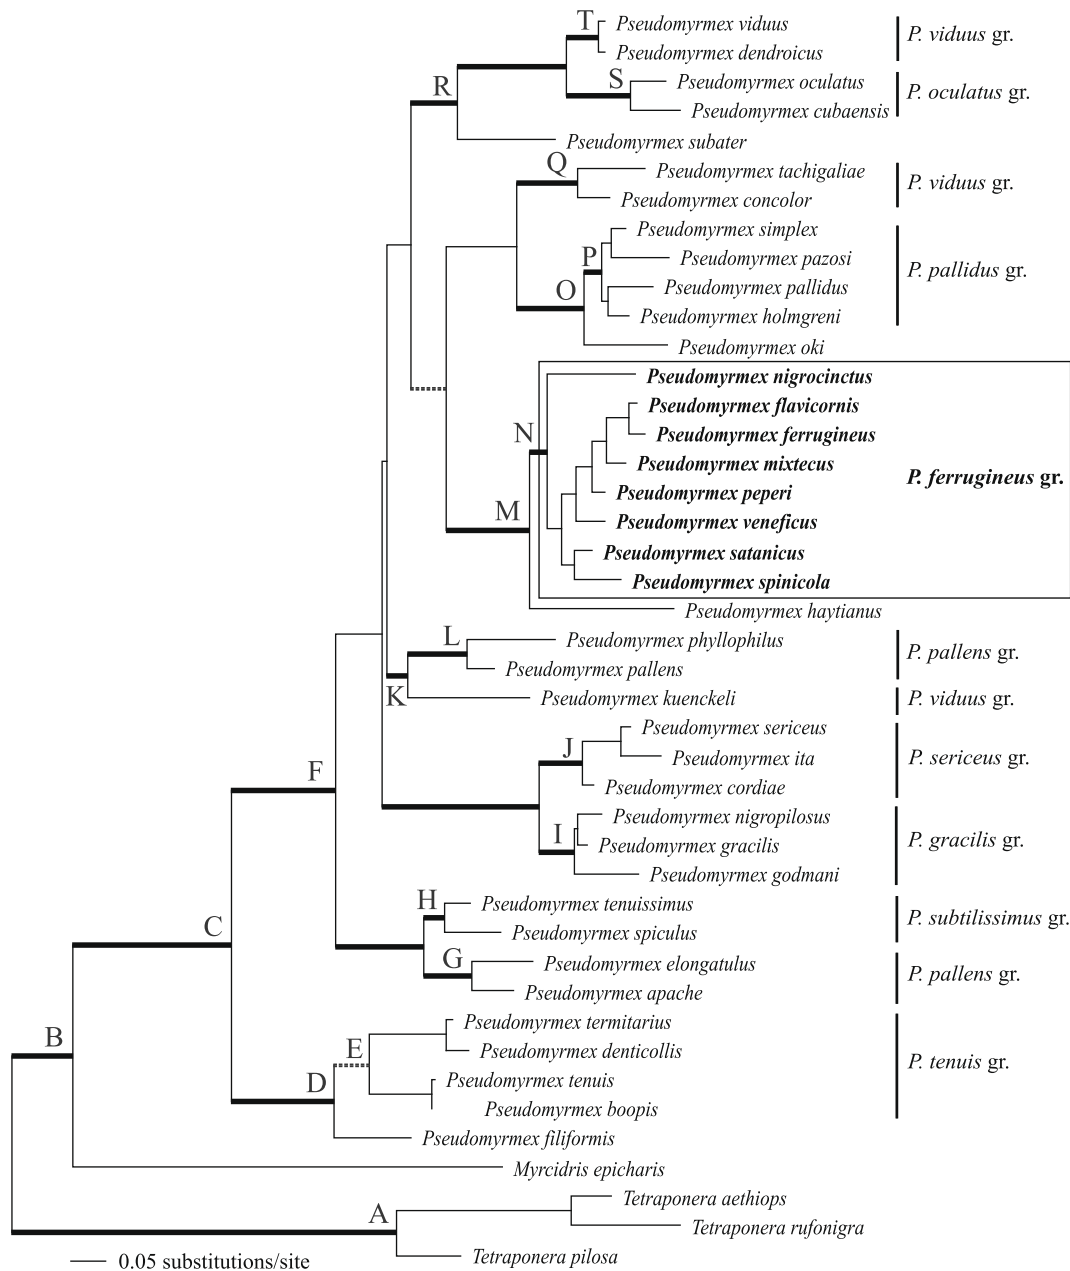 T
Pseudomyrmex viduus
Pseudomyrmex dendroicus
P. viduus gr.
S
Pseudomyrmex oculatus
Pseudomyrmex cubaensis
P. oculatus gr.
R
Pseudomyrmex subater
Q
Pseudomyrmex tachigaliae
Pseudomyrmex concolor
P. viduus gr.
Pseudomyrmex simplex
P
Pseudomyrmex pazosi
P. pallidus gr.
O
Pseudomyrmex pallidus
Pseudomyrmex holmgreni
Pseudomyrmex oki
Pseudomyrmex nigrocinctus
Pseudomyrmex flavicornis
N
Pseudomyrmex ferrugineus
Pseudomyrmex mixtecus
P. ferrugineus gr.
Pseudomyrmex peperi
M
Pseudomyrmex veneficus
Pseudomyrmex satanicus
Pseudomyrmex spinicola
Pseudomyrmex haytianus
L
Pseudomyrmex phyllophilus
Pseudomyrmex pallens
P. pallens gr.
K
Pseudomyrmex kuenckeli
P. viduus gr.
Pseudomyrmex sericeus
J
Pseudomyrmex ita
P. sericeus gr.
F
Pseudomyrmex cordiae
Pseudomyrmex nigropilosus
I
Pseudomyrmex gracilis
P. gracilis gr.
Pseudomyrmex godmani
H
Pseudomyrmex tenuissimus
Pseudomyrmex spiculus
P. subtilissimus gr.
C
G
Pseudomyrmex elongatulus
Pseudomyrmex apache
P. pallens gr.
Pseudomyrmex termitarius
B
E
Pseudomyrmex denticollis
P. tenuis gr.
D
Pseudomyrmex tenuis
Pseudomyrmex boopis
Pseudomyrmex filiformis
Myrcidris epicharis
Tetraponera aethiops
A
Tetraponera rufonigra
Tetraponera pilosa
0.05 substitutions/site